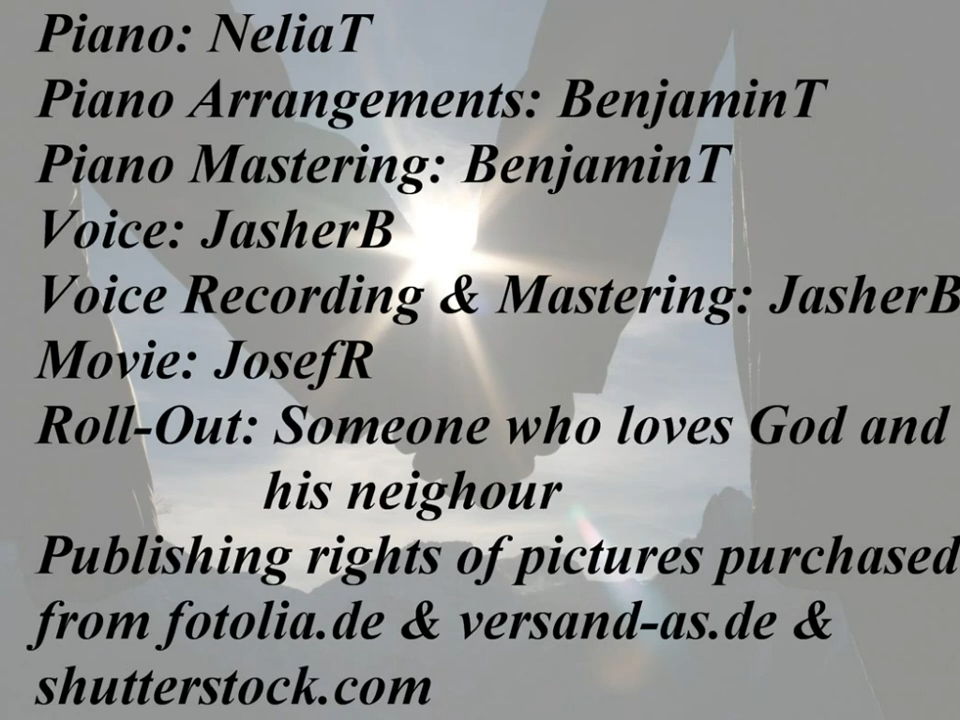 Piano: NeliaT
Piano Arrangements: BenjaminT
Piano Mastering: BenjaminT
Voice: JasherB
Voice Recording & Mastering: JasherB
Movie: JosefR
Roll-Out: Someone who loves God and
his neighour
Publishing rights of pictures purchased
from fotolia.de & versand-as.de &
shutterstock.com